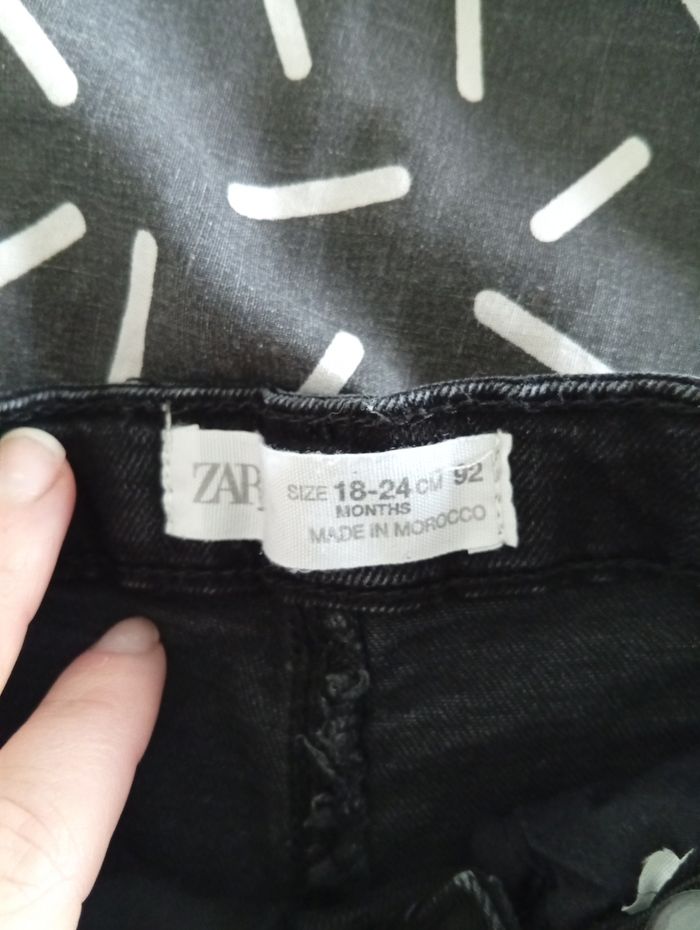 ZAR
SIZE 18-24 CM 92
MONTHS
MADE IN MOROCCO